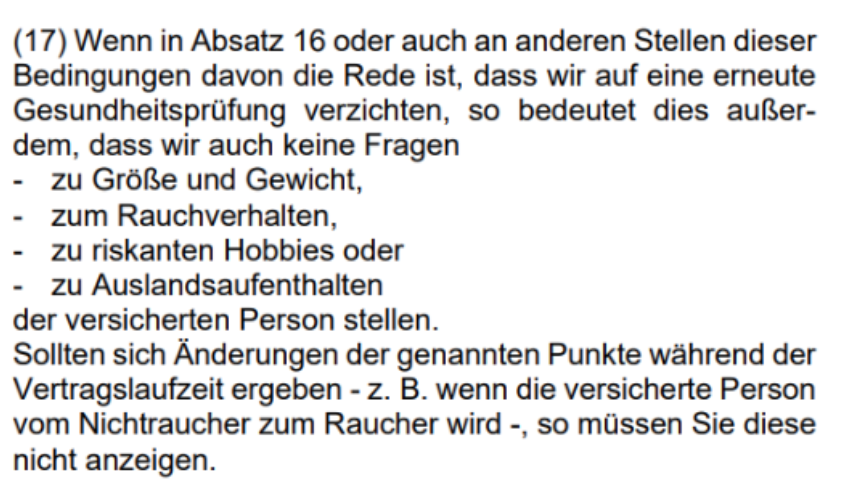 (17) Wenn in Absatz 16 oder auch an anderen Stellen dieser
Bedingungen davon die Rede ist, dass wir auf eine erneute
Gesundheitsprüfung verzichten, so bedeutet dies außer-
dem, dass wir auch keine Fragen
- zu Größe und Gewicht,
- zum Rauchverhalten,
- zu riskanten Hobbies oder
- zu Auslandsaufenthalten
der versicherten Person stellen.
Sollten sich Änderungen der genannten Punkte während der
Vertragslaufzeit ergeben - z. B. wenn die versicherte Person
vom Nichtraucher zum Raucher wird -, so müssen Sie diese
nicht anzeigen.